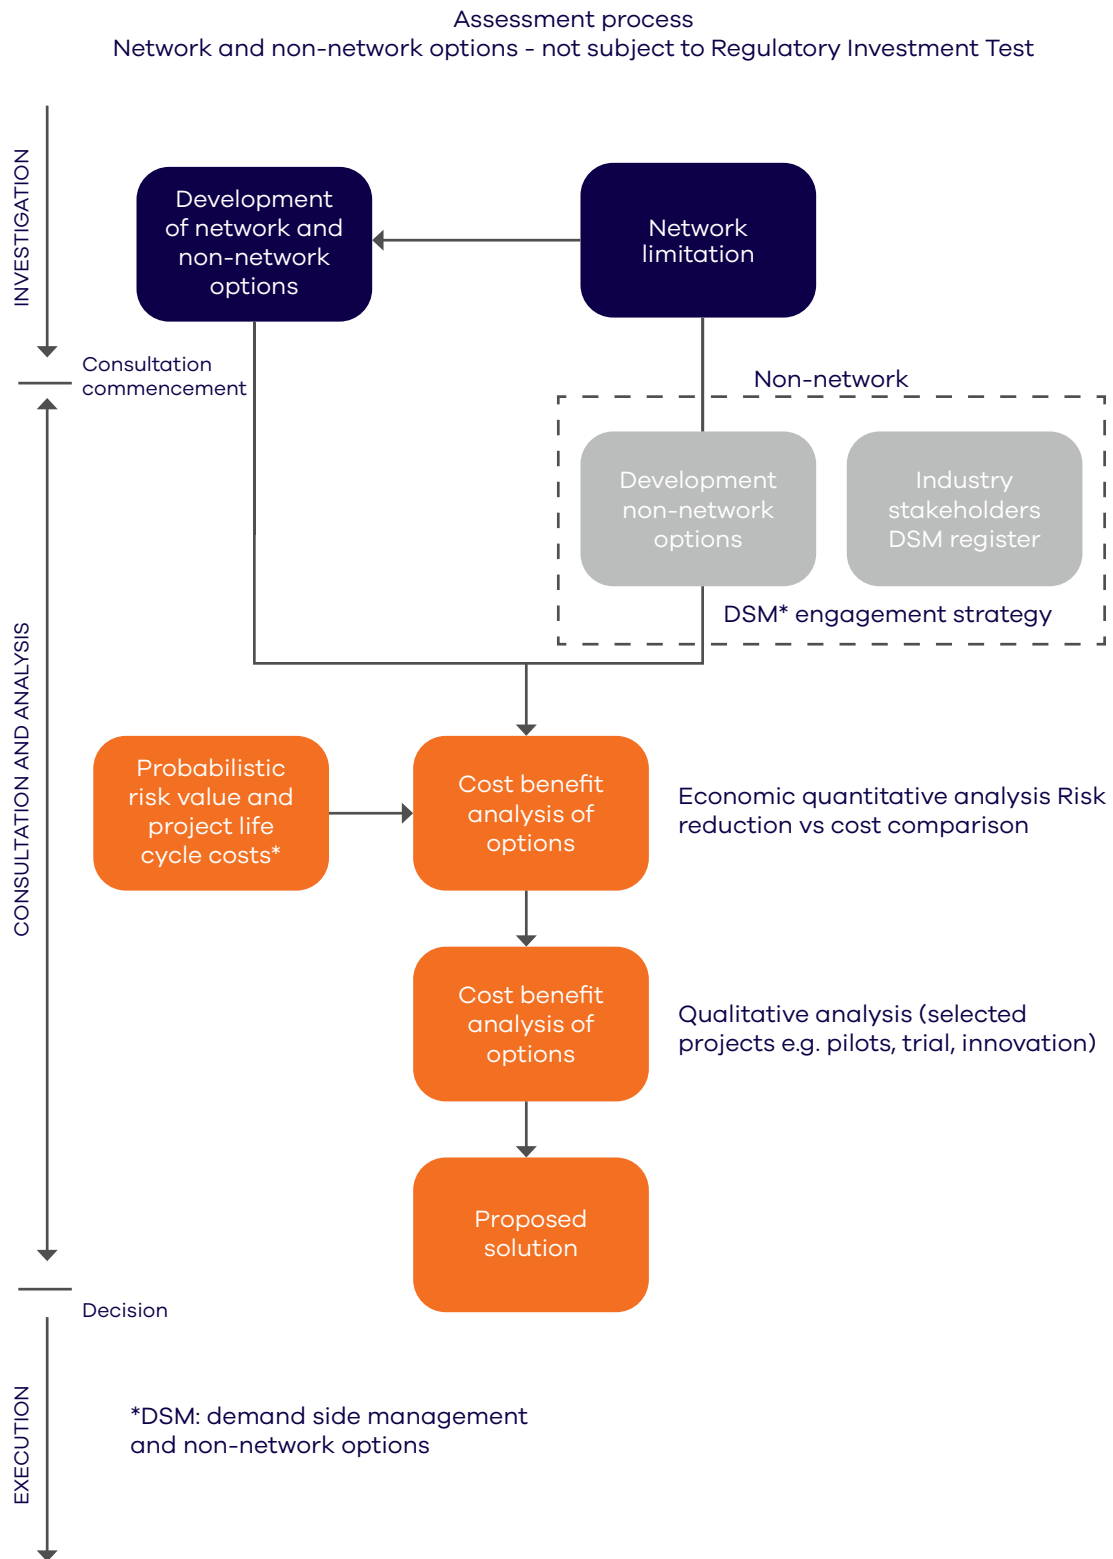 Assessment process
Network and non-network options - not subject to Regulatory Investment Test
INVESTIGATION
Development
of network and
non-network
options
Network
limitation
Consultation
commencement
Non-network
Development
non-network
options
Industry
stakeholders
DSM register
DSM* engagement strategy
CONSULTATION AND ANALYSIS
Probabilistic
risk value and
project life
cycle costs*
Cost benefit
analysis of
options
Economic quantitative analysis Risk
reduction vs cost comparison
Cost benefit
analysis of
options
Qualitative analysis (selected
projects e.g. pilots, trial, innovation)
Proposed
solution
Decision
EXECUTION
*DSM: demand side management
and non-network options